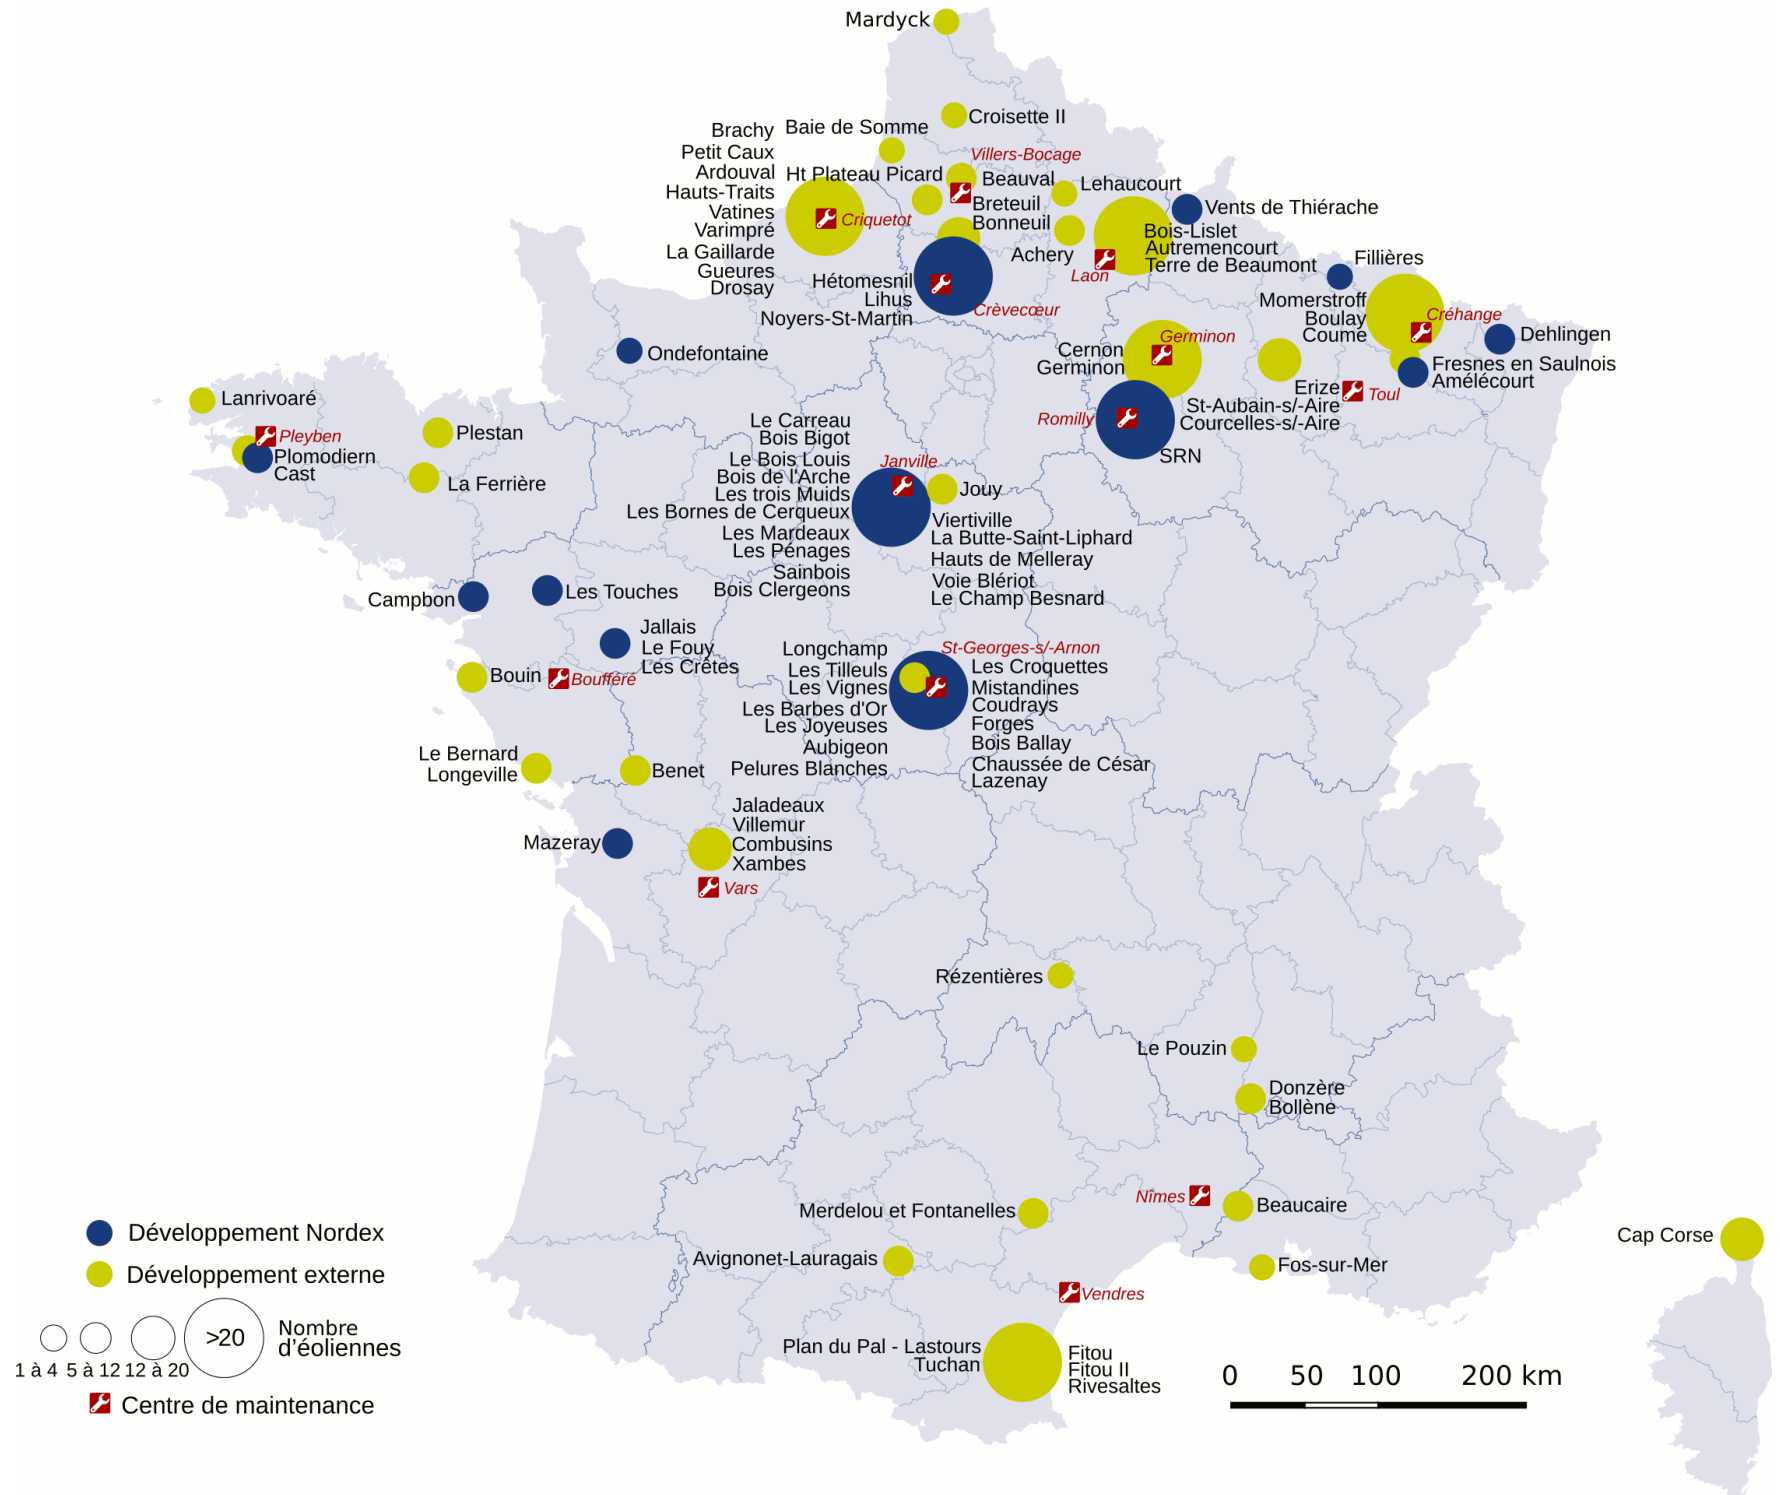 Mardyck
Croisette II
Baie de Somme
Brachy
Petit Caux
Ardouval
Hauts-Traits
Vatines
Varimpré
La Gaillarde
Gueures
Drosay
Criquetot
Villers-Bocage
Ht Plateau Picard
Beauval
Breteuil
Bonneuil
Lehaucourt
Achery
Vents de Thiérache
Bois-Lislet
Autremencourt
Terre de Beaumont
Laon
Hétomesnil
Lihus
Noyers-St-Martin
Crèvecœur
Fillières
Momerstroff
Boulay
Coume
Créhange
Dehlingen
Fresnes en Saulnois
Amélécourt
Germinon
Cernon
Germinon
Erize
St-Aubain-s/-Aire
Courcelles-s/-Aire
Toul
Romilly
SRN
Ondefontaine
Lanrivoaré
Pleyben
Plomodiern
Cast
Plestan
La Ferrière
Le Carreau
Bois Bigot
Le Bois Louis
Bois de L'Arche
Les trois Muids
Les Bornes de Cerqueux
Les Mardeaux
Les Pénages
Sainbois
Bois Clergeons
Janville
Jouy
Viertiville
La Butte-Saint-Liphard
Hauts de Melleray
Voie Blériot
Le Champ Besnard
Campbon
Les Touches
Jallais
Le Fouy
Les Crêtes
Bouin
Boufféré
Longchamp
Les Tilleuls
Les Vignes
Les Barbes d'Or
Les Joyeuses
Aubigeon
Pelures Blanches
St-Georges-s/-Arnon
Les Croquettes
Mistandines
Coudrays
Forges
Bois Ballay
Chaussée de César
Lazenay
Le Bernard
Longeville
Benet
Jaladeaux
Villemur
Combusins
Xambes
Mazeray
Vars
Rézentières
Le Pouzin
Donzère
Bollène
Nîmes
Beaucaire
Merdelou et Fontanelles
Avignonet-Lauragais
Fos-sur-Mer
Cap Corse
Vendres
Plan du Pal - Lastours
Tuchan
Fitou
Fitou II
Rivesaltes
Développement Nordex
Développement externe
>20
Nombre
d'éoliennes
1 à 4 5 à 12 12 à 20
Centre de maintenance
0 50 100 200 km